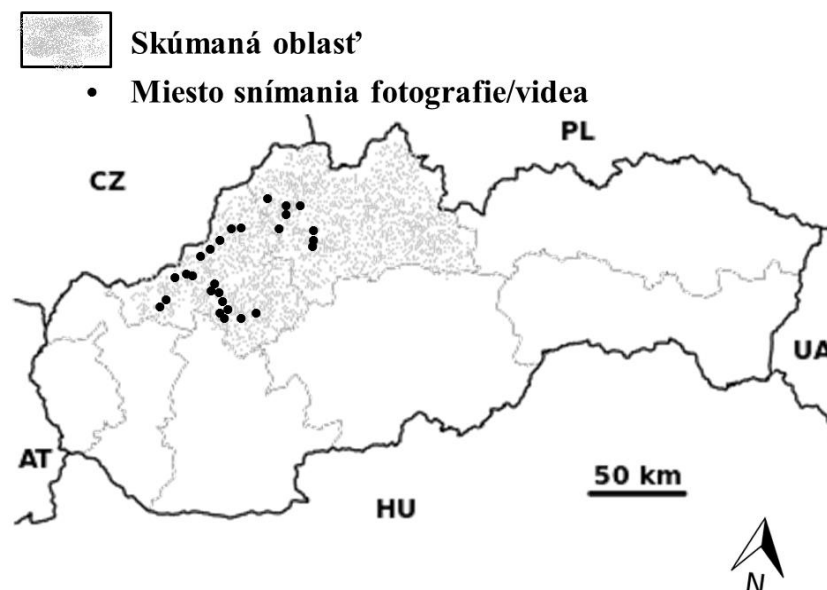 Skúmaná oblasť
• Miesto snímania fotografie/videa
PL
CZ
UA
AT
50 km
HU
N